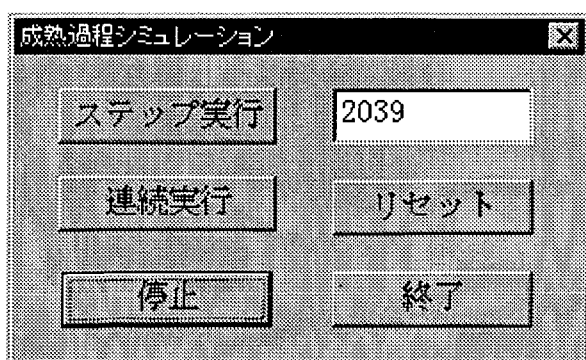 成熟過程シミュレーション
ステップ実行
2039
連続実行
リセット
停止
終了